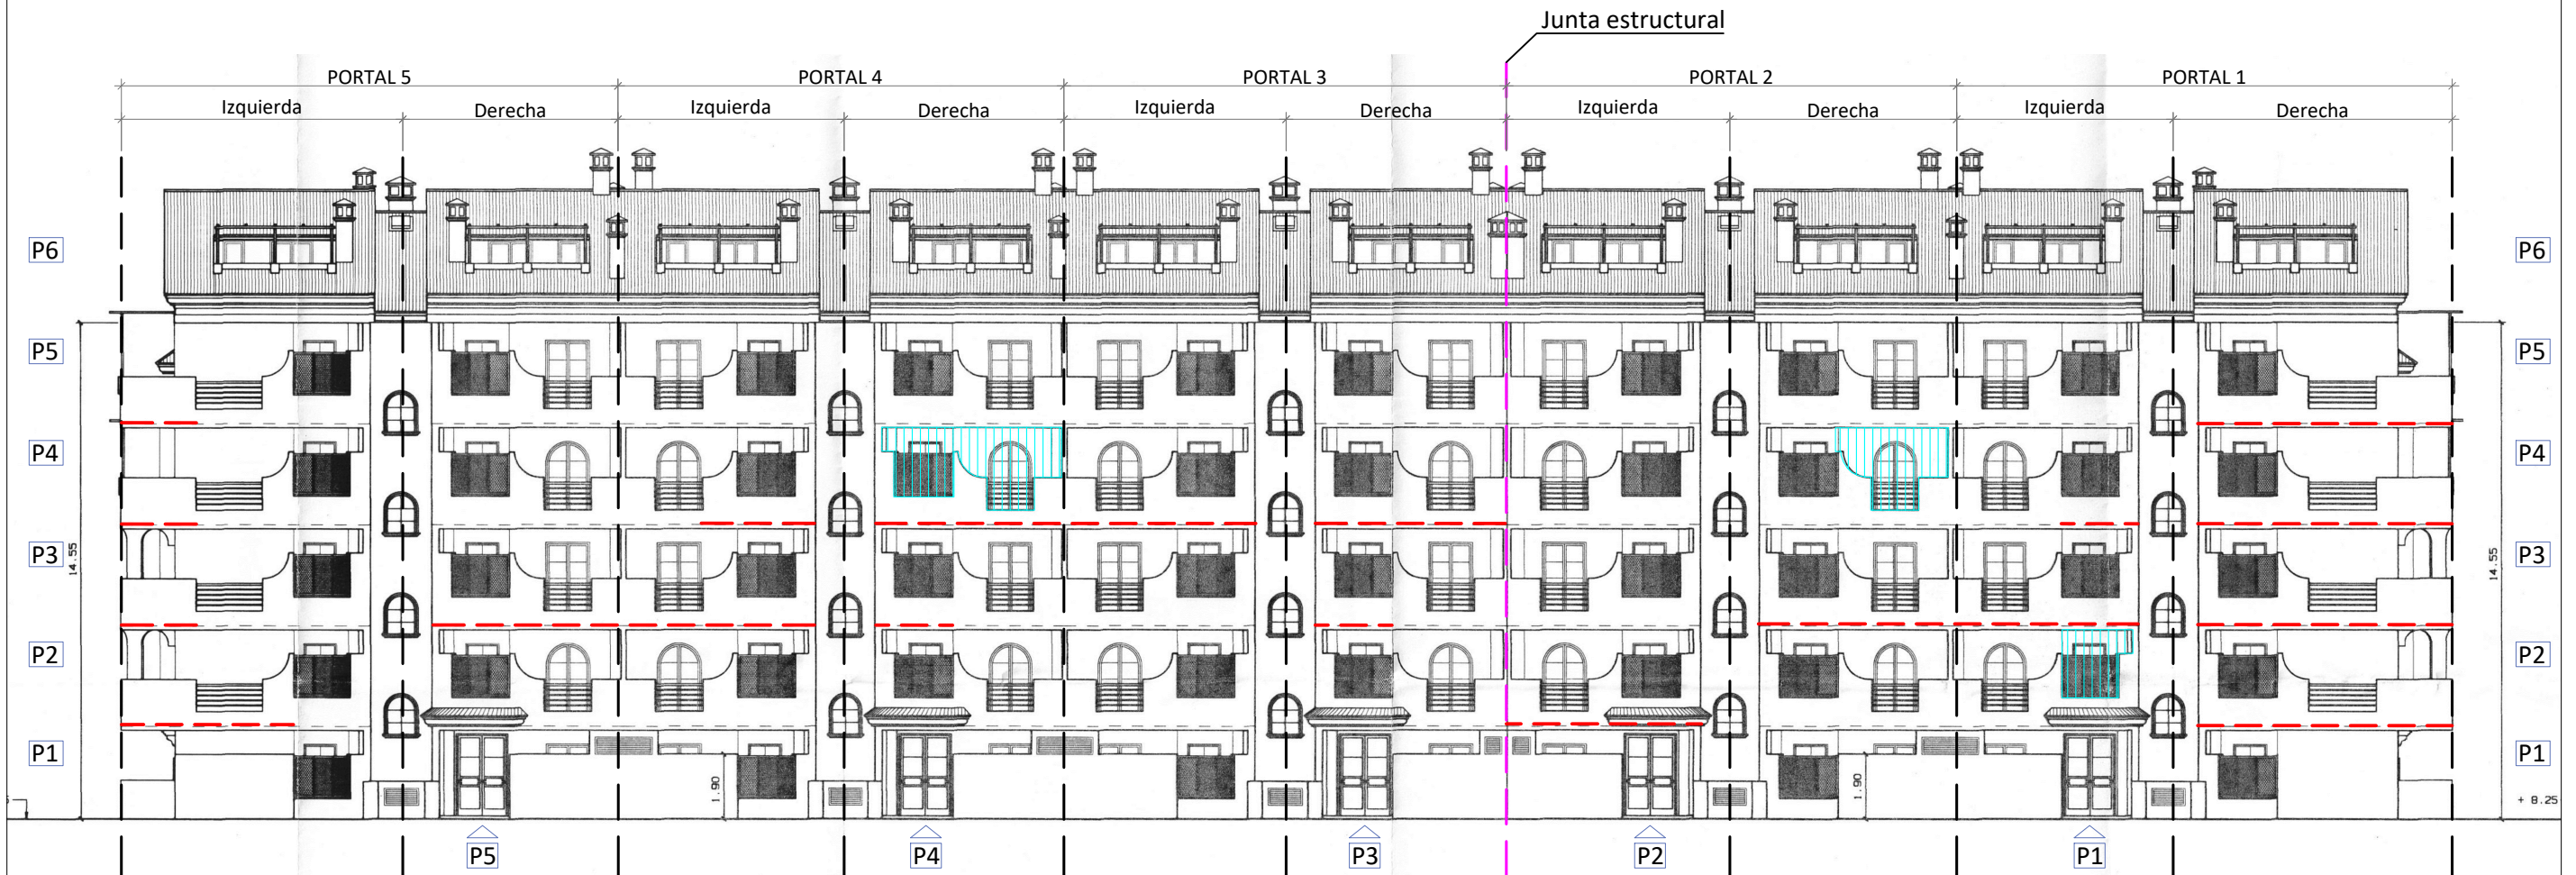 Junta estructural
PORTAL 5 PORTAL 4 PORTAL 3 PORTAL 2 PORTAL 1
Izquierda Derecha Izquierda Derecha Izquierda Derecha Izquierda Derecha Izquierda Derecha
P6 P6
P5 P5
P4 P4
P3 P3
14.55 14.55
P2 P2
P1 P1
1.90 1.90
+ 8.25
P5 P4 P3 P2 P1